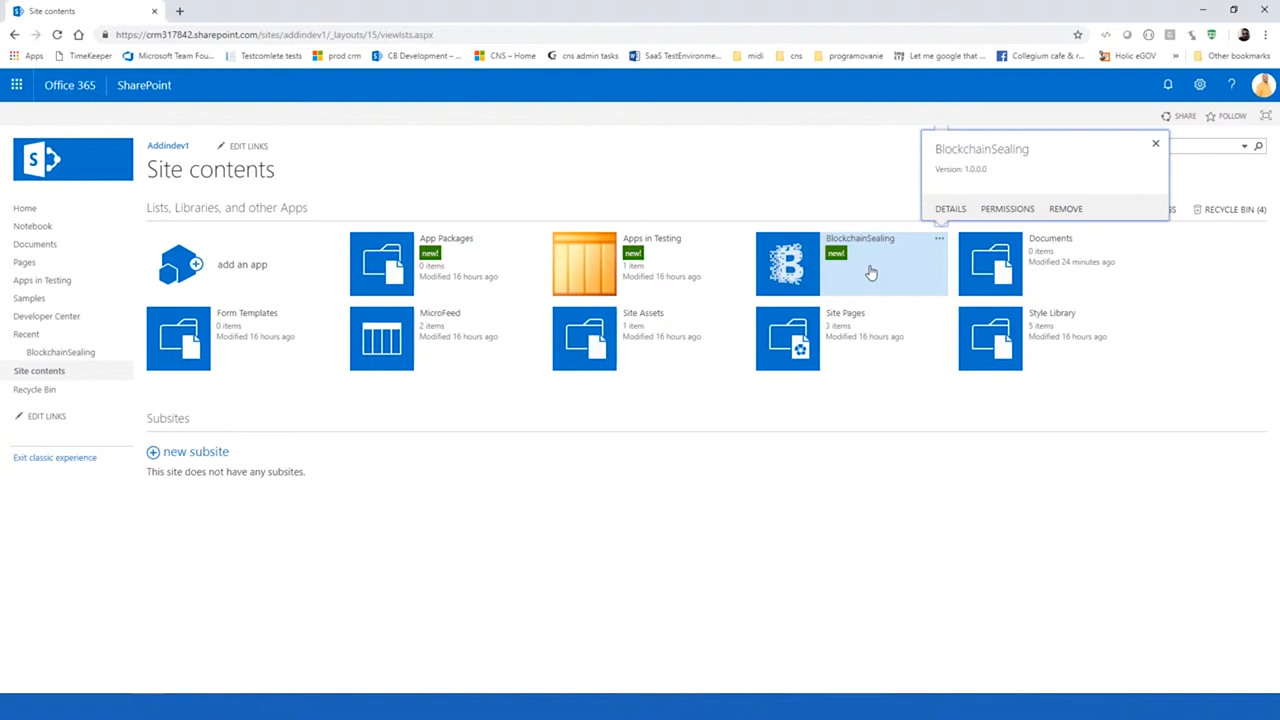 Site contents
https://crm317842.sharepoint.com/sites/addindev1/_layouts/15/viewlsts.aspx
Apps TimeKeeper Microsoft Team Fou... Testcomlete tests prod crm CB Development – ... CNS – Home cns admin tasks SaaS TestEnvironme... midi cns programovanie Let me google that ... Collegium cafe & r... Holic eGOV » Other bookmarks
Office 365 SharePoint
SHARE FOLLOW
Addindev1 EDIT LINKS
Site contents
BlockchainSealing
Version: 1.0.0.0
DETAILS PERMISSIONS REMOVE
Home
Notebook
Documents
Pages
Apps in Testing
Samples
Developer Center
Recent
BlockchainSealing
Site contents
Recycle Bin
EDIT LINKS
Exit classic experience
Lists, Libraries, and other Apps
RECYCLE BIN (4)
add an app
App Packages
new!
0 items
Modified 16 hours ago
Apps in Testing
new!
1 item
Modified 16 hours ago
BlockchainSealing
new!
Documents
0 items
Modified 24 minutes ago
Form Templates
0 items
Modified 16 hours ago
MicroFeed
2 items
Modified 16 hours ago
Site Assets
1 item
Modified 16 hours ago
Site Pages
3 items
Modified 16 hours ago
Style Library
5 items
Modified 16 hours ago
Subsites
new subsite
This site does not have any subsites.